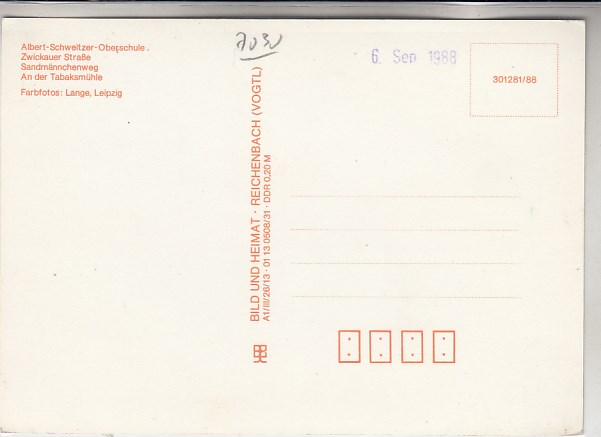 Albert-Schweitzer-Oberschule.
Zwickauer Straße
Sandmännchenweg
An der Tabaksmühle
Farbfotos: Lange, Leipzig
7030
6. Sep. 1988
301281/88
BILD UND HEIMAT · REICHENBACH (VOGTL)
A1/III/26/13 · 01 13 0508/31 · DDR 0,20 M